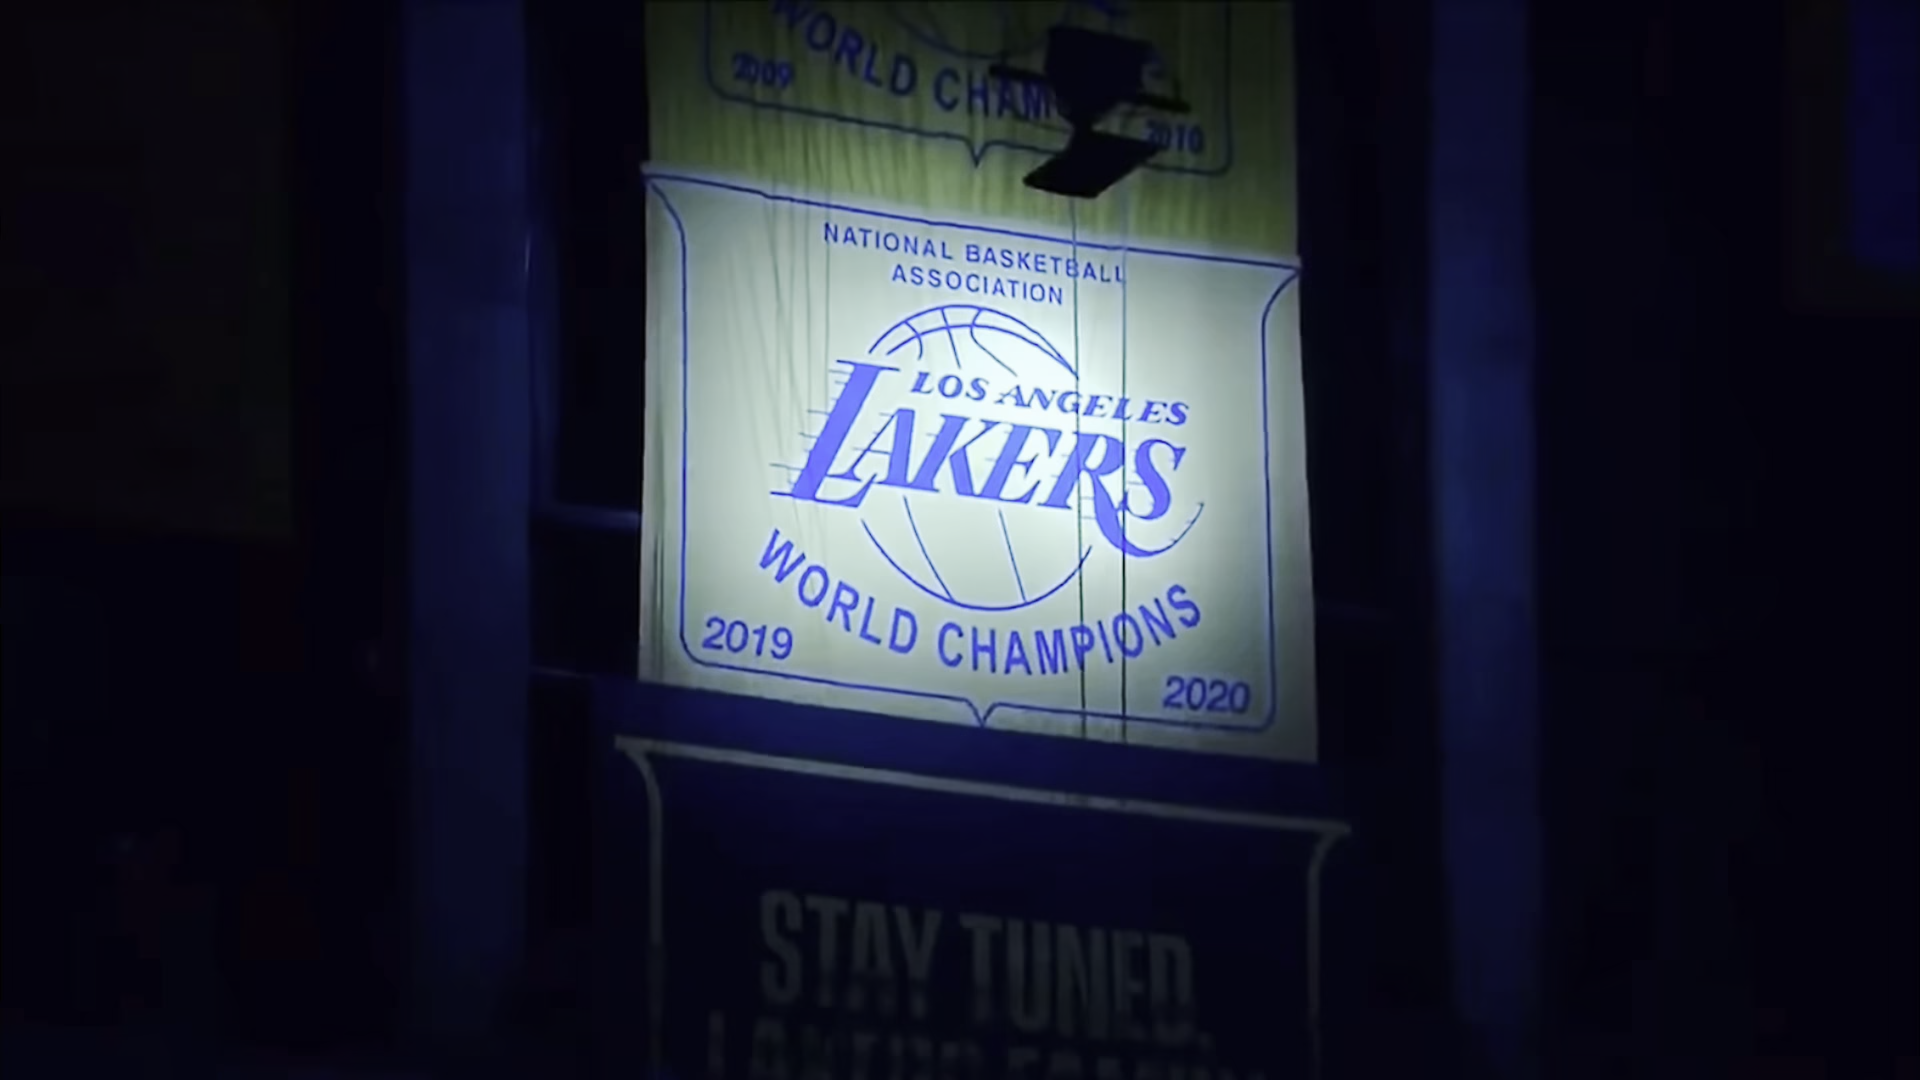 WORLD CHAM
2009
2010
NATIONAL BASKETBALL
ASSOCIATION
LOS ANGELES
LAKERS
WORLD CHAMPIONS
2019
2020
STAY TUNED,